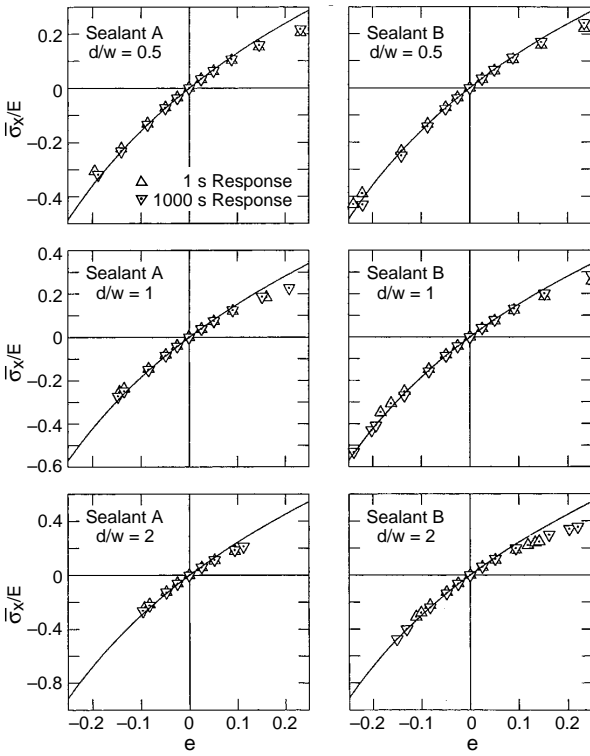 Sealant A
d/w = 0.5
Sealant B
d/w = 0.5
0.2
0
−0.2
−0.4
σ̅x/E
△ 1 s Response
▽ 1000 s Response
Sealant A
d/w = 1
Sealant B
d/w = 1
0.4
0.2
0
−0.2
−0.4
−0.6
σ̅x/E
Sealant A
d/w = 2
Sealant B
d/w = 2
0.4
0
−0.4
−0.8
σ̅x/E
−0.2 −0.1 0 0.1 0.2
e
−0.2 −0.1 0 0.1 0.2
e